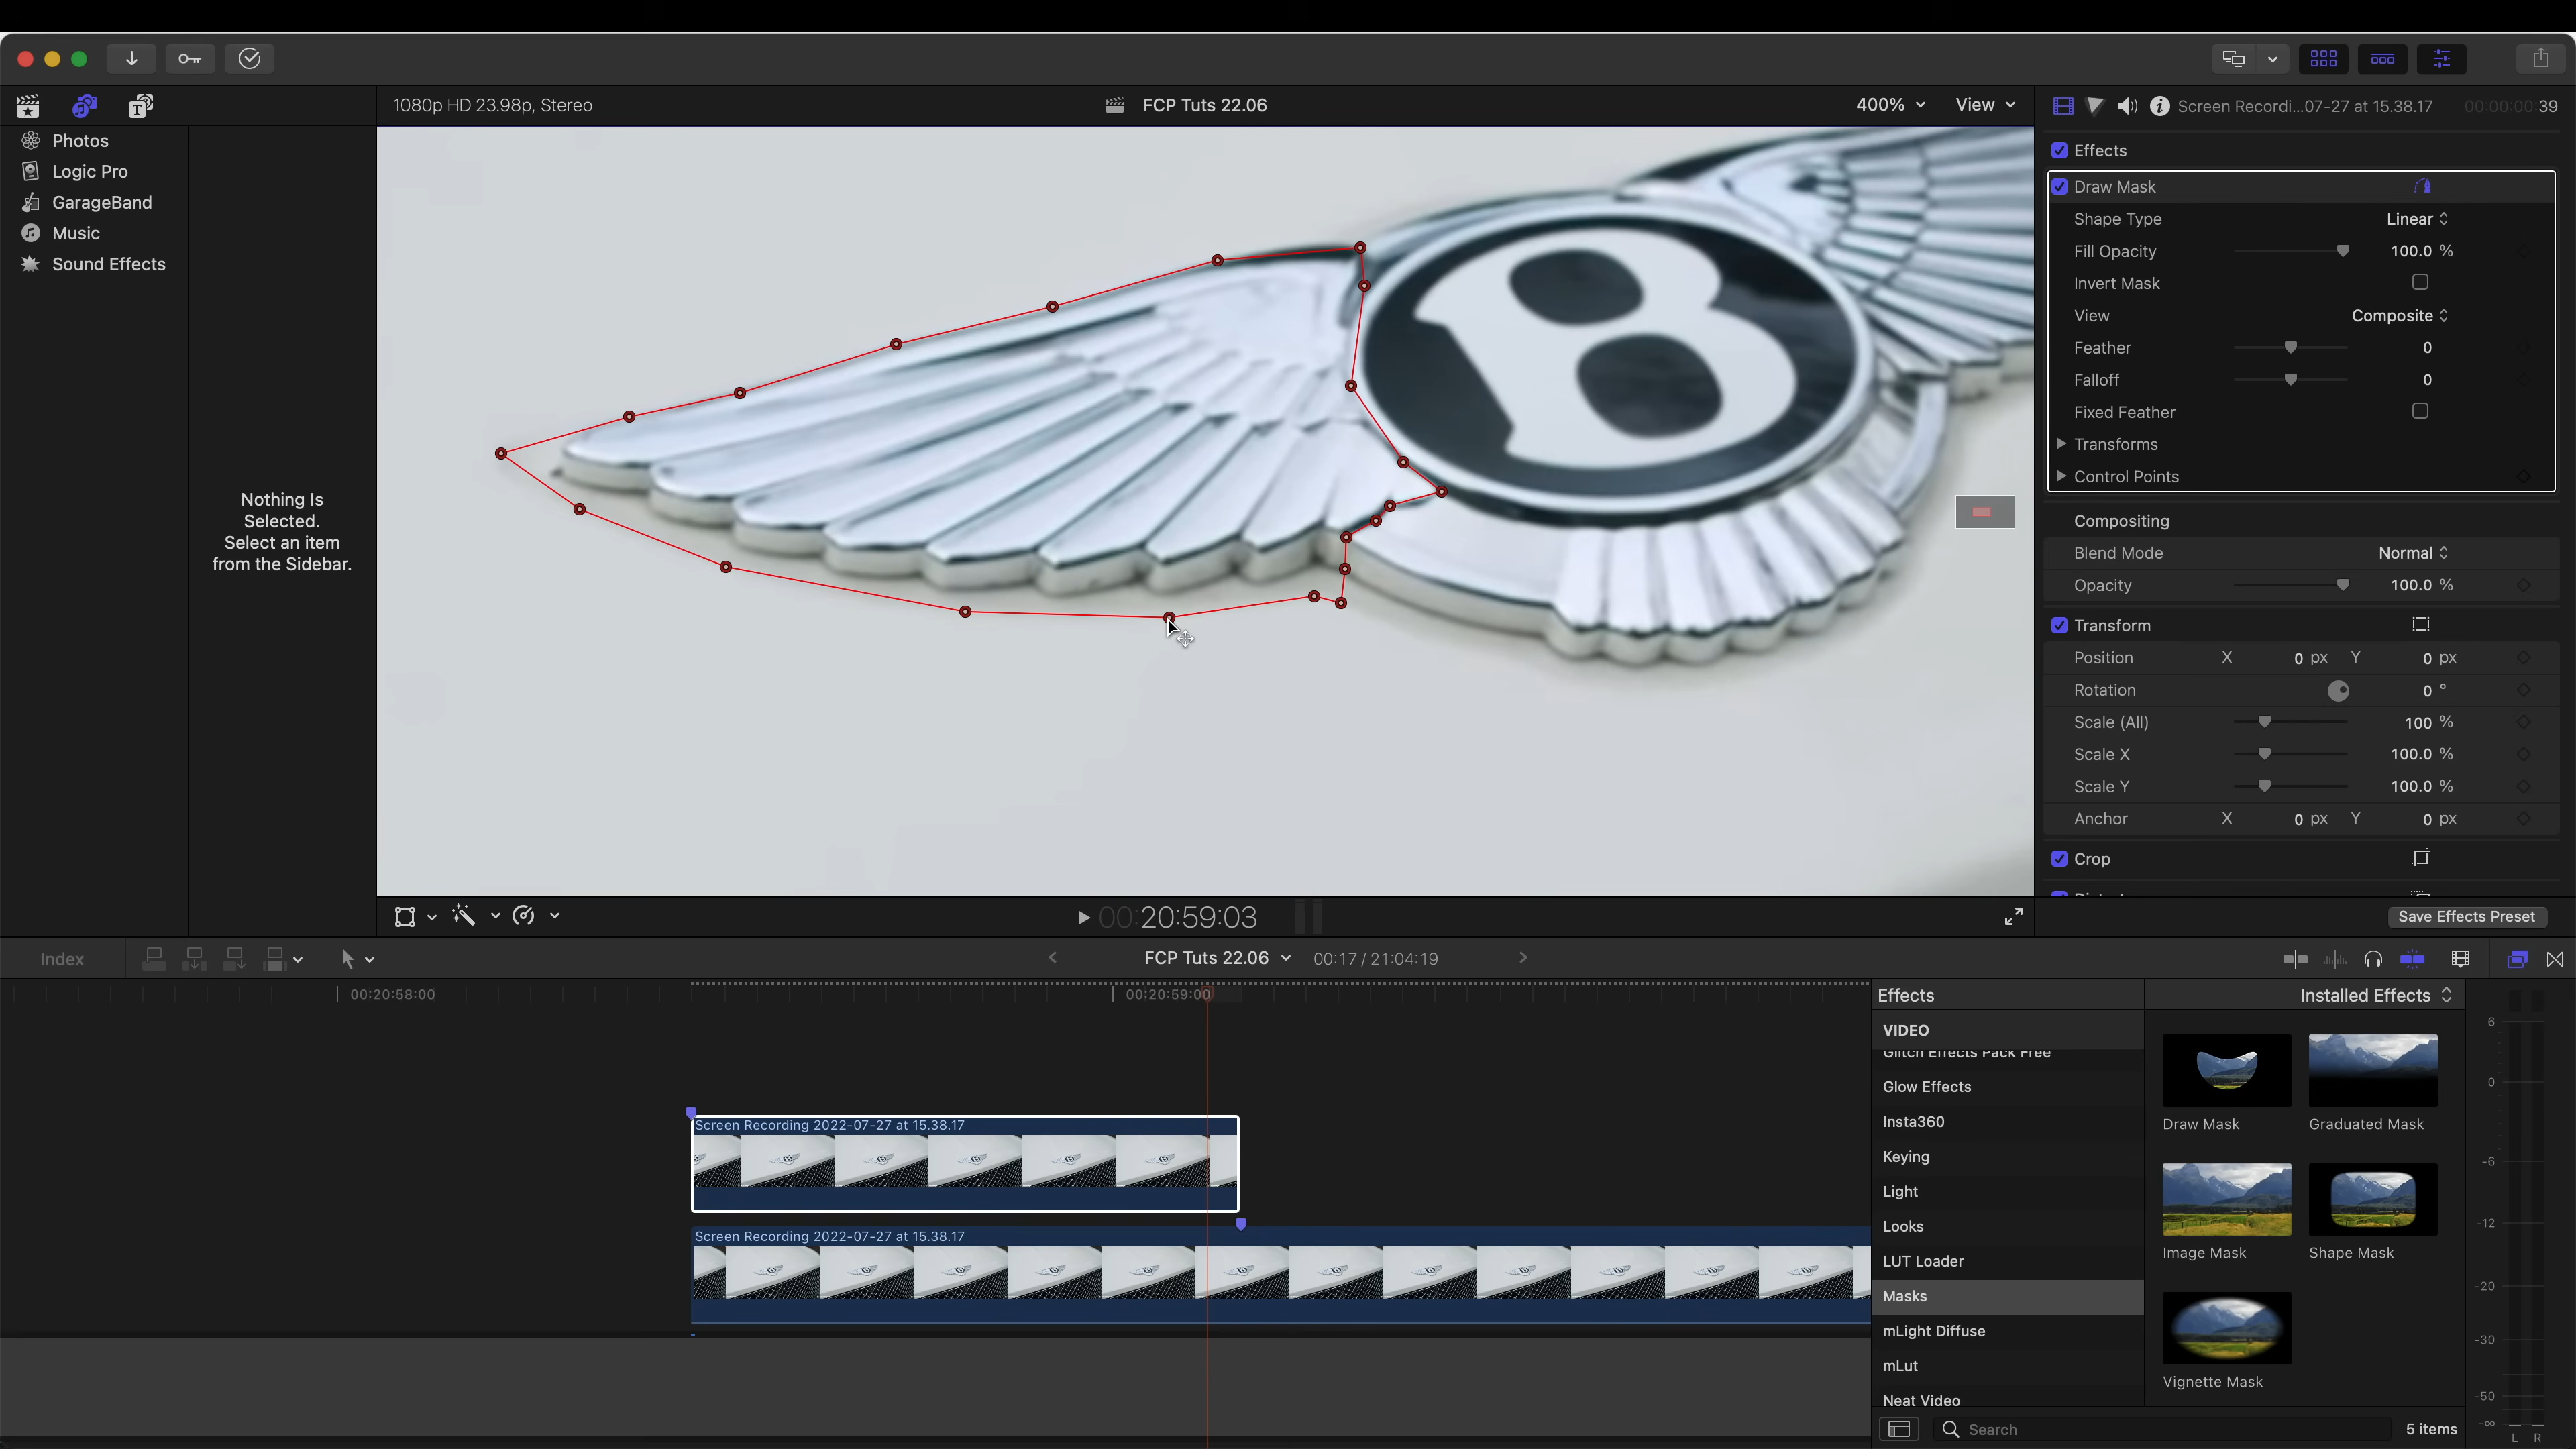 1080p HD 23.98p, Stereo
FCP Tuts 22.06
400%
View
Screen Recordi...07-27 at 15.38.17
00:00:00:39
Photos
Logic Pro
GarageBand
Music
Sound Effects
Nothing Is
Selected.
Select an item
from the Sidebar.
B
Effects
Draw Mask
Shape Type Linear
Fill Opacity 100.0 %
Invert Mask
View Composite
Feather 0
Falloff 0
Fixed Feather
Transforms
Control Points
Compositing
Blend Mode Normal
Opacity 100.0 %
Transform
Position X 0 px Y 0 px
Rotation 0 °
Scale (All) 100 %
Scale X 100.0 %
Scale Y 100.0 %
Anchor X 0 px Y 0 px
Crop
00:20:59:03
Save Effects Preset
Index
FCP Tuts 22.06
00:17 / 21:04:19
00:20:58:00
00:20:59:00
Screen Recording 2022-07-27 at 15.38.17
Screen Recording 2022-07-27 at 15.38.17
Effects
Installed Effects
VIDEO
Glitch Effects Pack Free
Glow Effects
Insta360
Keying
Light
Looks
LUT Loader
Masks
mLight Diffuse
mLut
Neat Video
Draw Mask
Graduated Mask
Image Mask
Shape Mask
Vignette Mask
Search
5 items
6
0
-6
-12
-20
-30
-50
-∞
L R